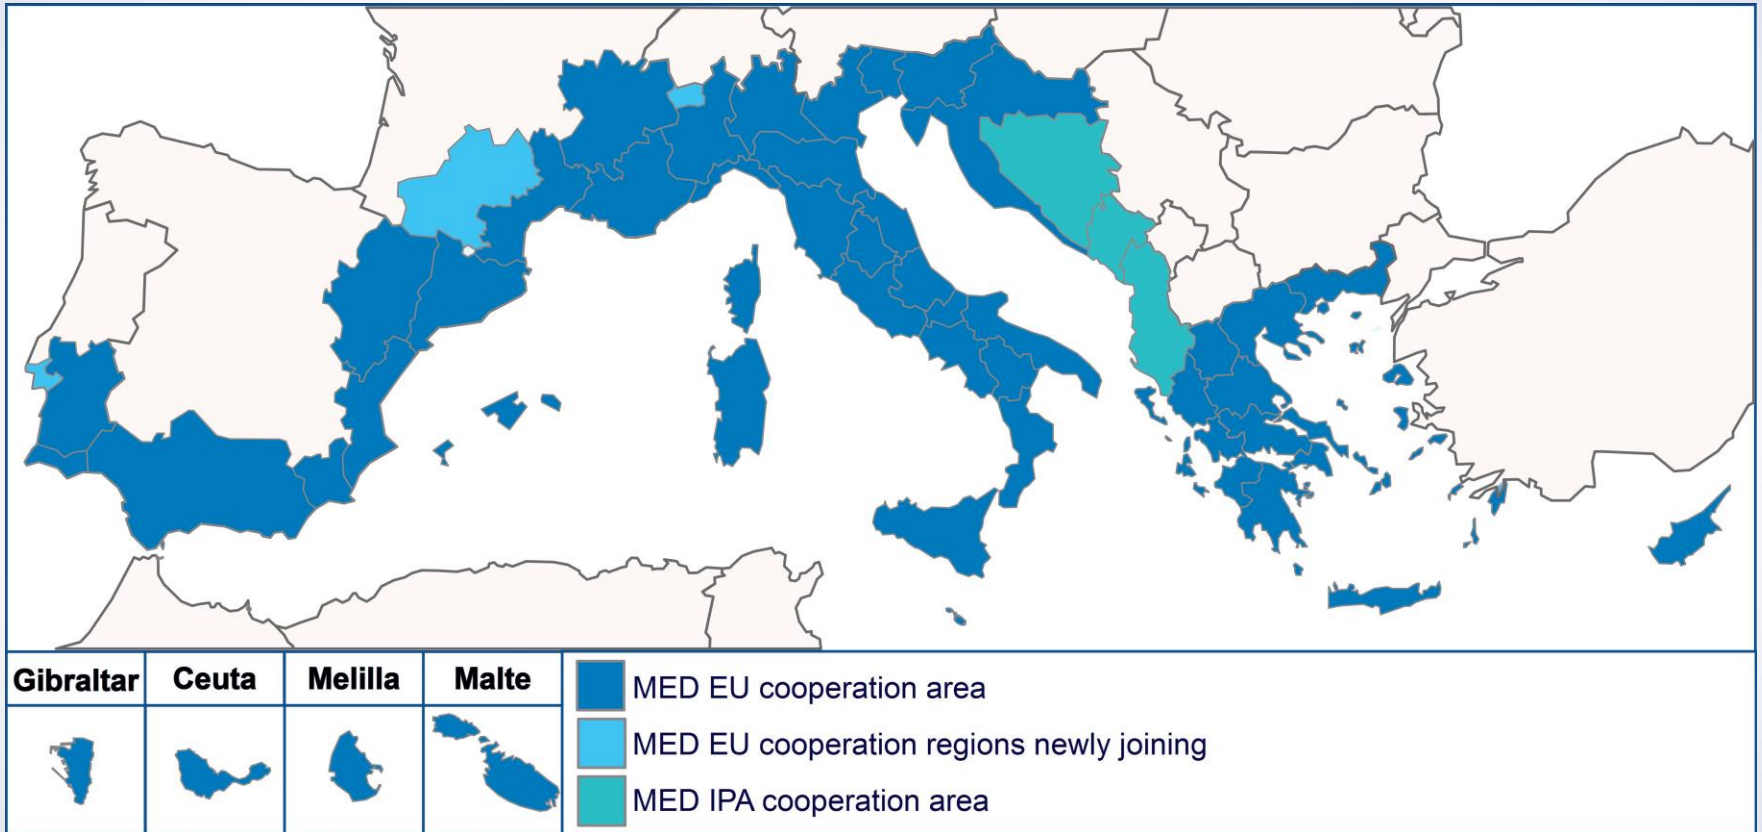 Gibraltar
Ceuta
Melilla
Malte
MED EU cooperation area
MED EU cooperation regions newly joining
MED IPA cooperation area